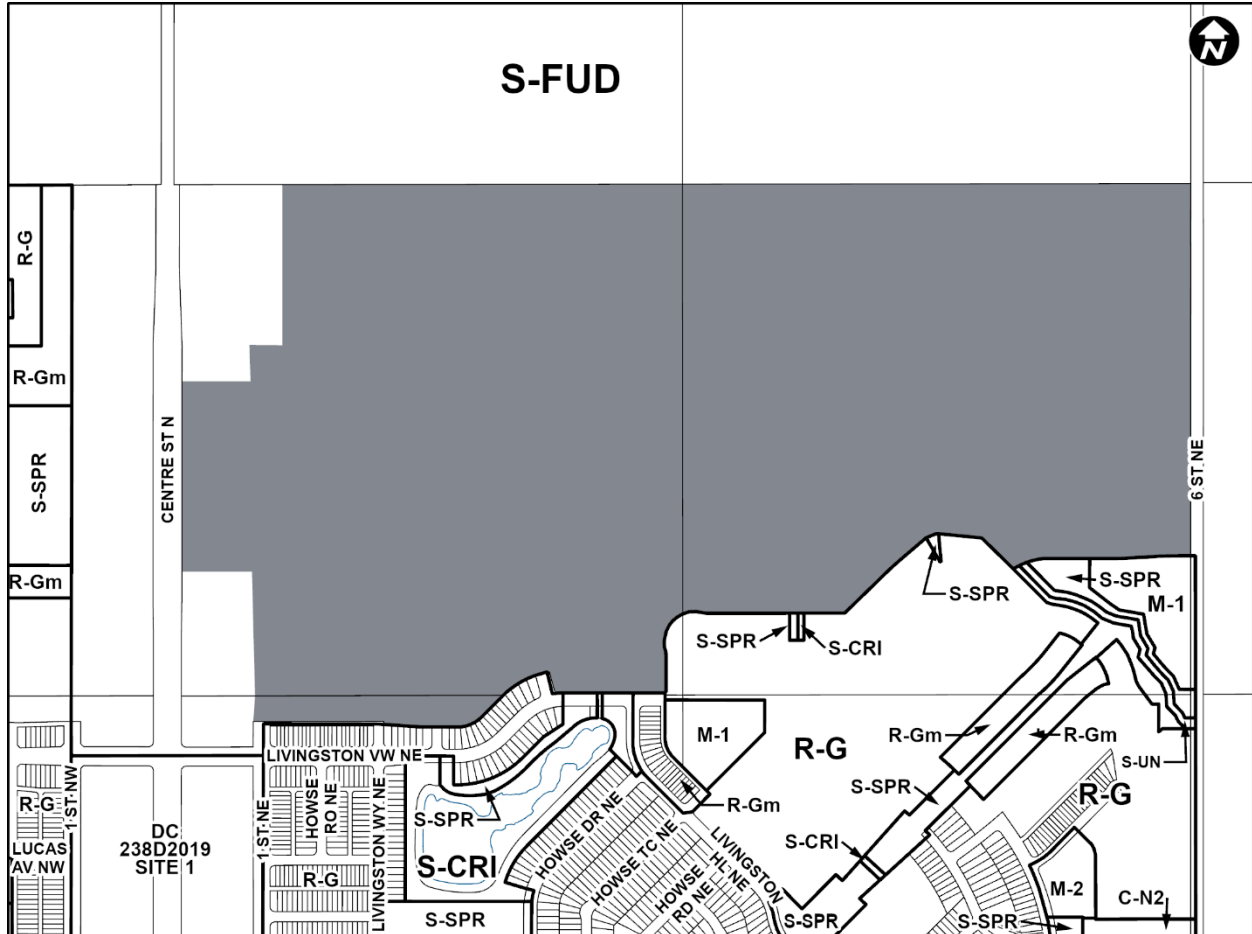 N
S-FUD
R-G
R-Gm
S-SPR
R-Gm
CENTRE ST N
6 ST NE
S-SPR
M-1
S-SPR
S-SPR
S-CRI
M-1
R-G
R-Gm
R-Gm
S-UN
LIVINGSTON VW NE
R-Gm
S-SPR
R-G
S-SPR
R-G
LUCAS
AV NW
1 ST NW
DC
238D2019
SITE 1
1 ST NE
HOWSE
RO NE
R-G
LIVINGSTON WY NE
S-CRI
S-SPR
HOWSE DR NE
HOWSE TC NE
HOWSE
RD NE
LIVINGSTON
HL NE
S-CRI
S-SPR
M-2
C-N2
S-SPR